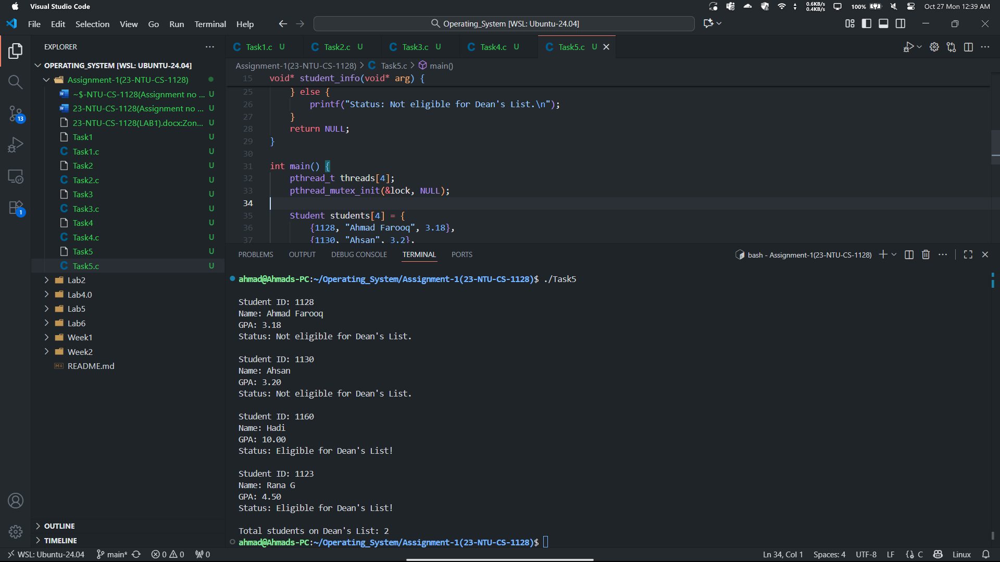 Visual Studio Code
0.6KB/s
0.4KB/s
100%
Oct 27 Mon 12:39 AM
File Edit Selection View Go Run Terminal Help
Operating_System [WSL: Ubuntu-24.04]
EXPLORER
OPERATING_SYSTEM [WSL: UBUNTU-24.04]
Assignment-1(23-NTU-CS-1128)
~$-NTU-CS-1128(Assignment no ... U
23-NTU-CS-1128(Assignment no ... U
23-NTU-CS-1128(LAB1).docx:Zon... U
Task1 U
C Task1.c U
Task2 U
C Task2.c U
Task3 U
C Task3.c U
Task4 U
C Task4.c U
Task5 U
C Task5.c U
Lab2
Lab4.0
Lab5
Lab6
Week1
Week2
README.md
OUTLINE
TIMELINE
13
1
C Task1.c U
C Task2.c U
C Task3.c U
C Task4.c U
C Task5.c U
Assignment-1(23-NTU-CS-1128) > C Task5.c > main()
15 void* student_info(void* arg) {
25 } else {
26 printf("Status: Not eligible for Dean's List.\n");
27 }
28 return NULL;
29 }
30
31 int main() {
32 pthread_t threads[4];
33 pthread_mutex_init(&lock, NULL);
34
35 Student students[4] = {
36 {1128, "Ahmad Farooq", 3.18},
37 {1130, "Ahsan", 3.2},
PROBLEMS OUTPUT DEBUG CONSOLE TERMINAL PORTS
bash - Assignment-1(23-NTU-CS-1128)
ahmad@Ahmads-PC:~/Operating_System/Assignment-1(23-NTU-CS-1128)$ ./Task5
Student ID: 1128
Name: Ahmad Farooq
GPA: 3.18
Status: Not eligible for Dean's List.
Student ID: 1130
Name: Ahsan
GPA: 3.20
Status: Not eligible for Dean's List.
Student ID: 1160
Name: Hadi
GPA: 10.00
Status: Eligible for Dean's List!
Student ID: 1123
Name: Rana G
GPA: 4.50
Status: Eligible for Dean's List!
Total students on Dean's List: 2
ahmad@Ahmads-PC:~/Operating_System/Assignment-1(23-NTU-CS-1128)$
WSL: Ubuntu-24.04 main* 0 0 0
Ln 34, Col 1 Spaces: 4 UTF-8 LF {} C Linux